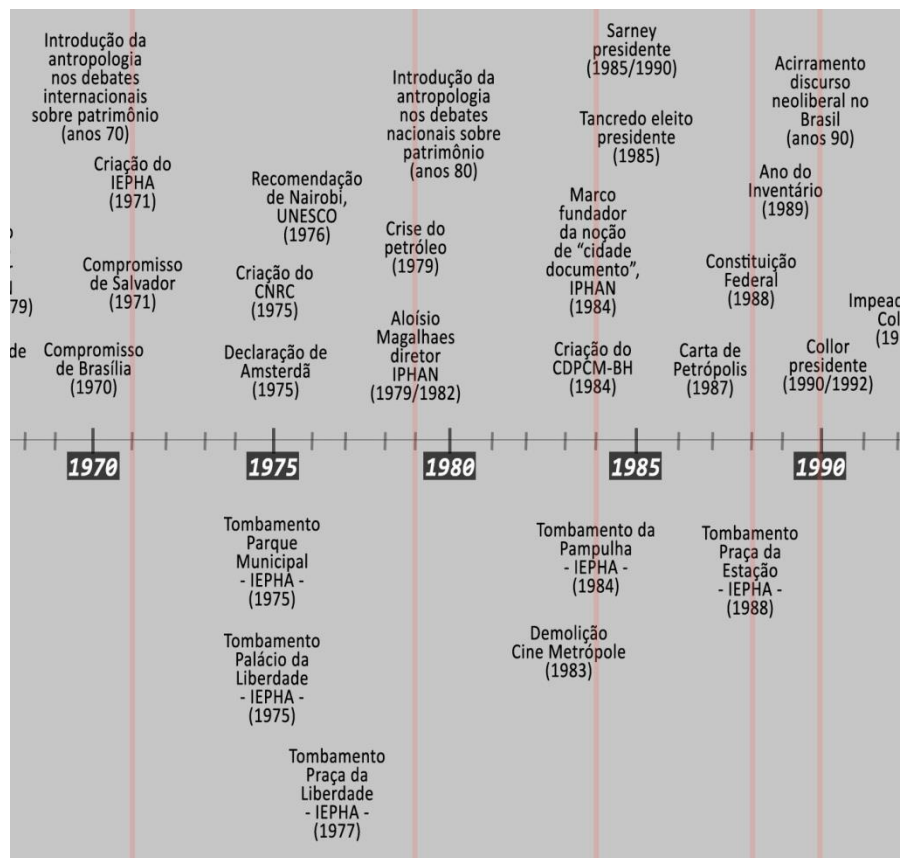 Introdução da
antropologia
nos debates
internacionais
sobre patrimônio
(anos 70)
Criação do
IEPHA
(1971)
Compromisso
de Salvador
(1971)
Compromisso
de Brasília
(1970)
79)
de
Recomendação
de Nairobi,
UNESCO
(1976)
Criação do
CNRC
(1975)
Declaração de
Amsterdã
(1975)
Introdução da
antropologia
nos debates
nacionais sobre
patrimônio
(anos 80)
Crise do
petróleo
(1979)
Aloísio
Magalhaes
diretor
IPHAN
(1979/1982)
Sarney
presidente
(1985/1990)
Tancredo eleito
presidente
(1985)
Marco
fundador
da noção
de “cidade
documento”,
IPHAN
(1984)
Criação do
CDPCM-BH
(1984)
Acirramento
discurso
neoliberal no
Brasil
(anos 90)
Ano do
Inventário
(1989)
Constituição
Federal
(1988)
Carta de
Petrópolis
(1987)
Collor
presidente
(1990/1992)
Impeac
Col
(19
1970
1975
1980
1985
1990
Tombamento
Parque
Municipal
- IEPHA -
(1975)
Tombamento
Palácio da
Liberdade
- IEPHA -
(1975)
Tombamento
Praça da
Liberdade
- IEPHA -
(1977)
Tombamento da
Pampulha
- IEPHA -
(1984)
Demolição
Cine Metrópole
(1983)
Tombamento
Praça da
Estação
- IEPHA -
(1988)